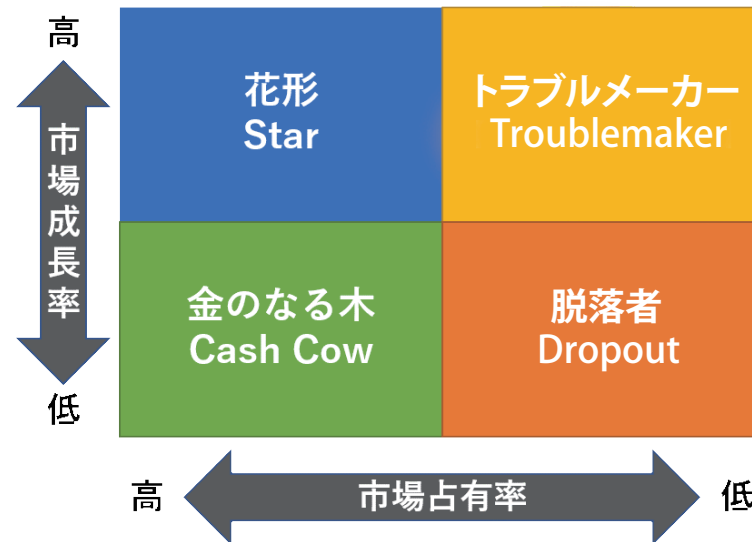 高
花形
Star
トラブルメーカー
Troublemaker
市場成長率
金のなる木
Cash Cow
脱落者
Dropout
低
高
市場占有率
低